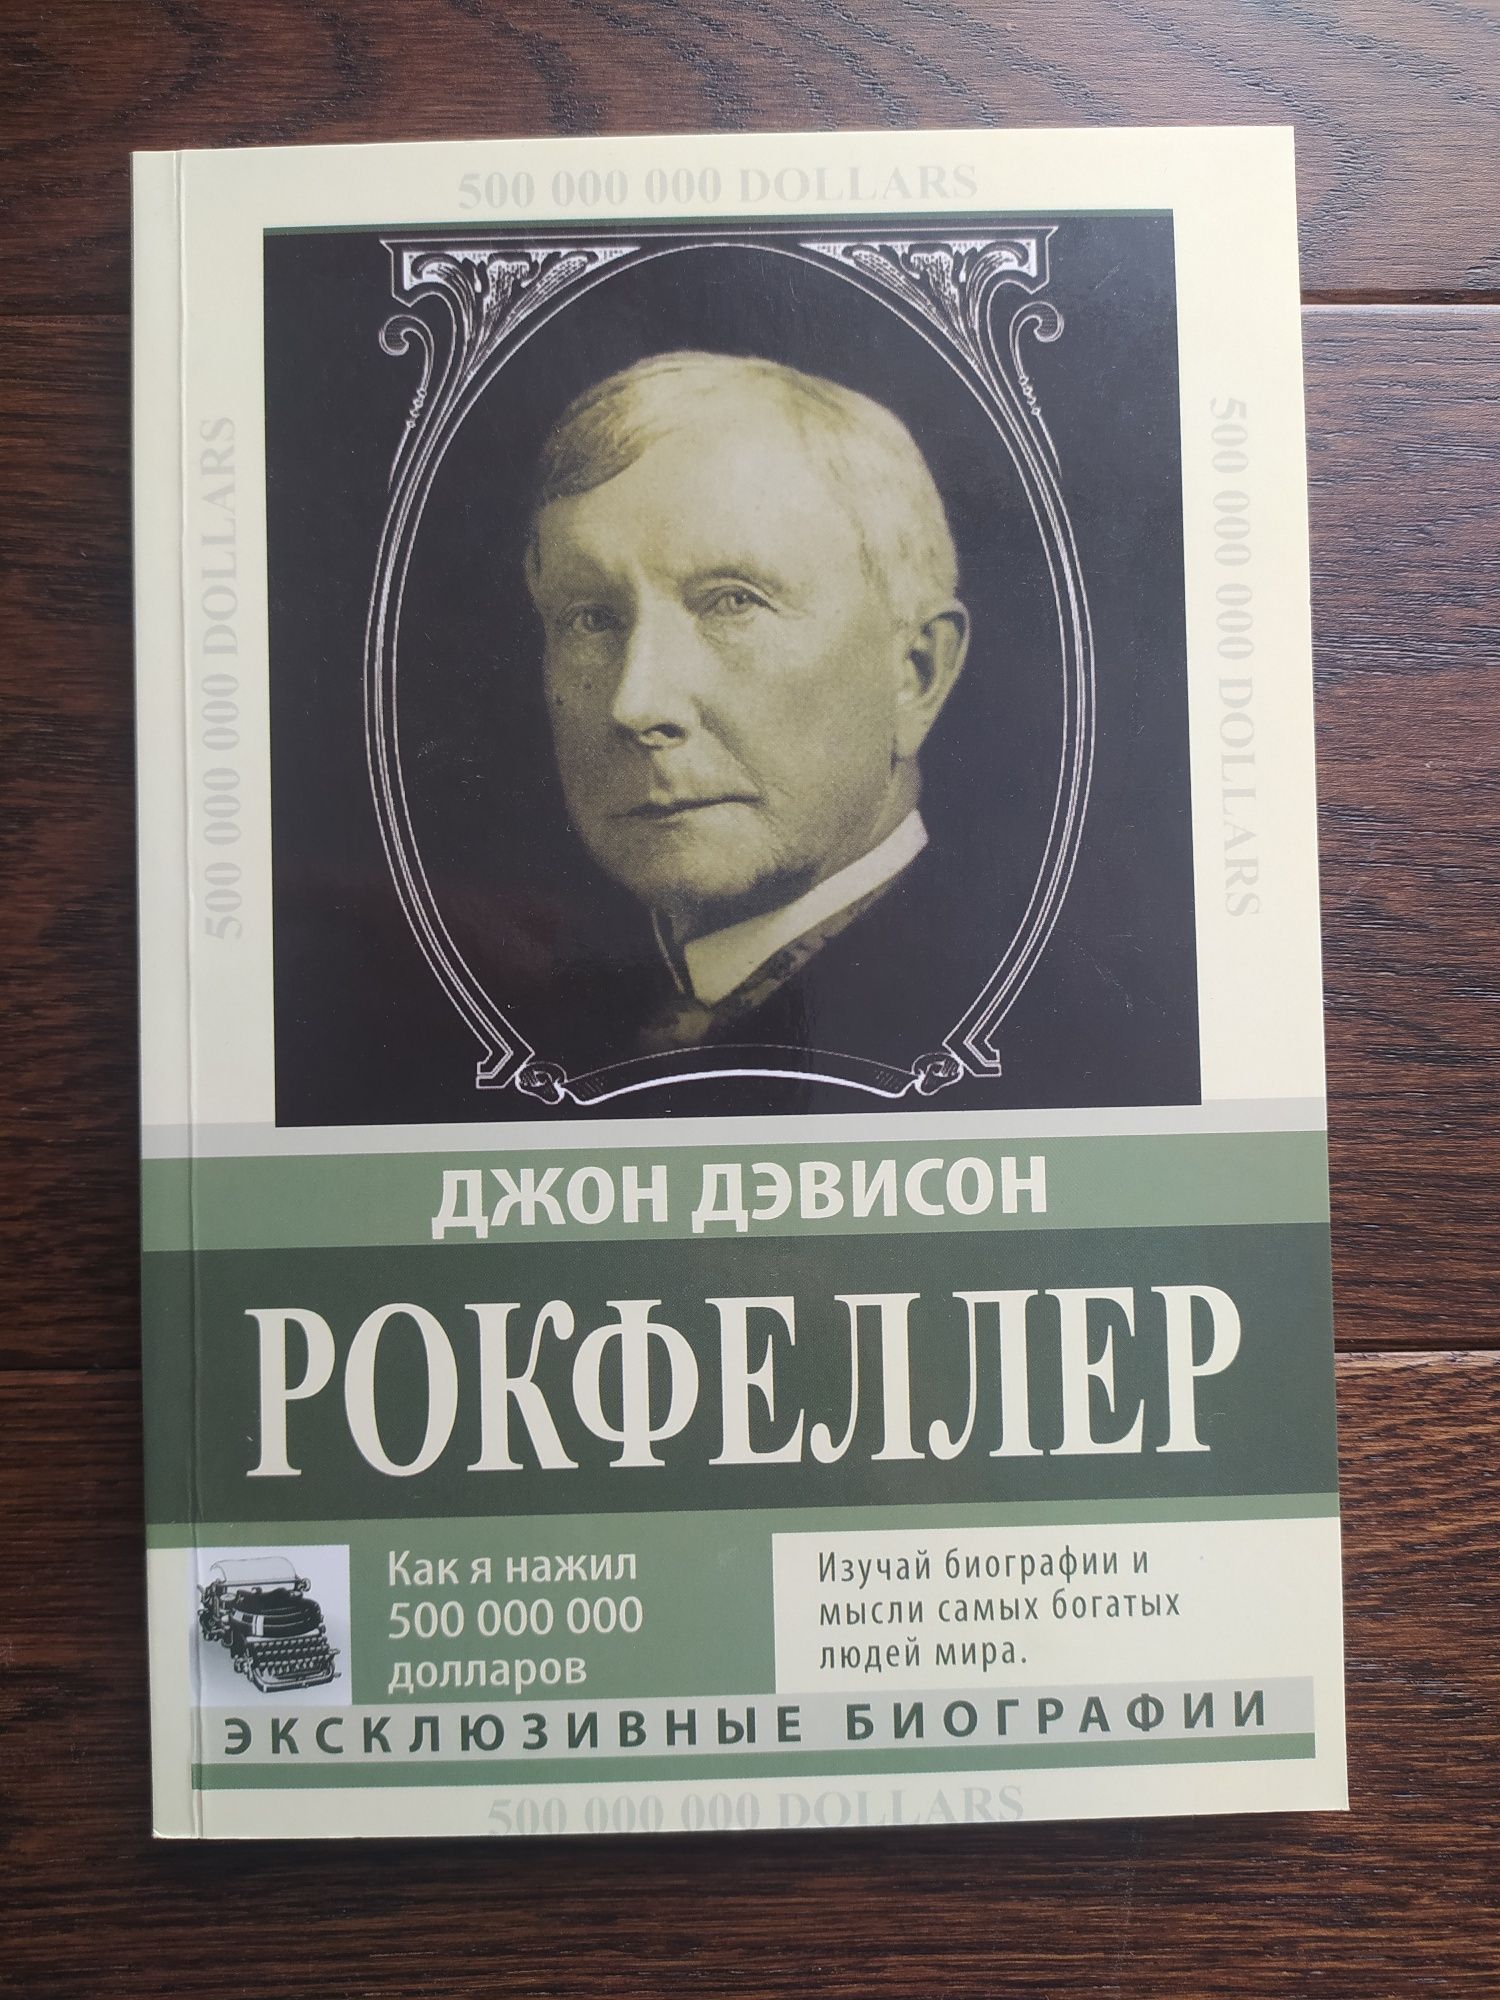 500 000 000 DOLLARS
500 000 000 DOLLARS
500 000 000 DOLLARS
ДЖОН ДЭВИСОН
РОКФЕЛЛЕР
Как я нажил
500 000 000
долларов
Изучай биографии и
мысли самых богатых
людей мира.
ЭКСКЛЮЗИВНЫЕ БИОГРАФИИ
500 000 000 DOLLARS